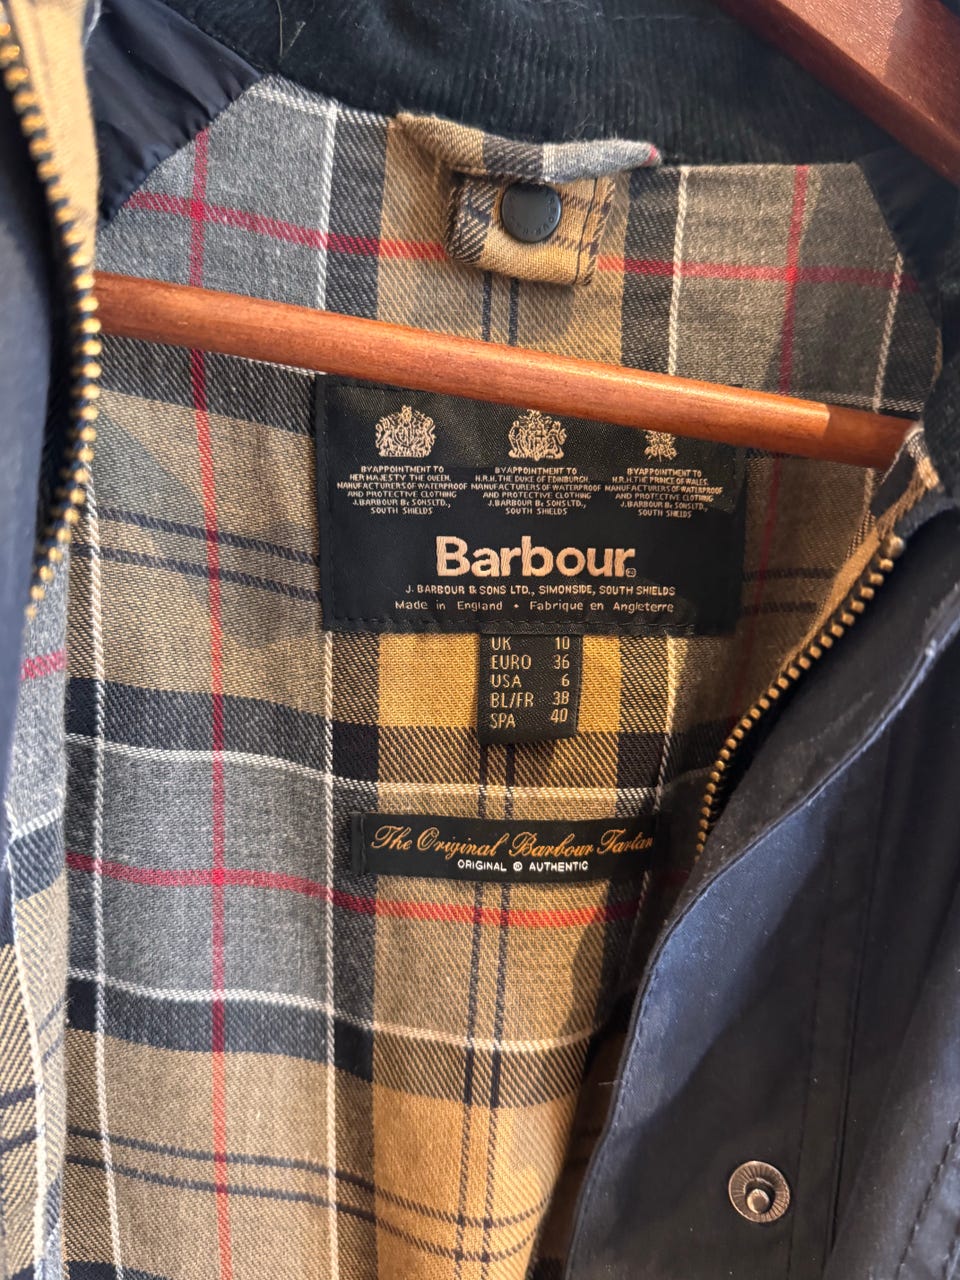 BY APPOINTMENT TO
HER MAJESTY THE QUEEN.
MANUFACTURERS OF WATERPROOF
AND PROTECTIVE CLOTHING
J. BARBOUR & SONS LTD.,
SOUTH SHIELDS
BY APPOINTMENT TO
H.R.H. THE DUKE OF EDINBURGH.
MANUFACTURERS OF WATERPROOF
AND PROTECTIVE CLOTHING
J. BARBOUR & SONS LTD.,
SOUTH SHIELDS
BY APPOINTMENT TO
H.R.H. THE PRINCE OF WALES.
MANUFACTURERS OF WATERPROOF
AND PROTECTIVE CLOTHING
J. BARBOUR & SONS LTD.,
SOUTH SHIELDS
Barbour®
J. BARBOUR & SONS LTD., SIMONSIDE, SOUTH SHIELDS
Made in England • Fabrique en Angleterre
UK 10
EURO 36
USA 6
BL/FR 38
SPA 40
The Original Barbour Tartan
ORIGINAL © AUTHENTIC